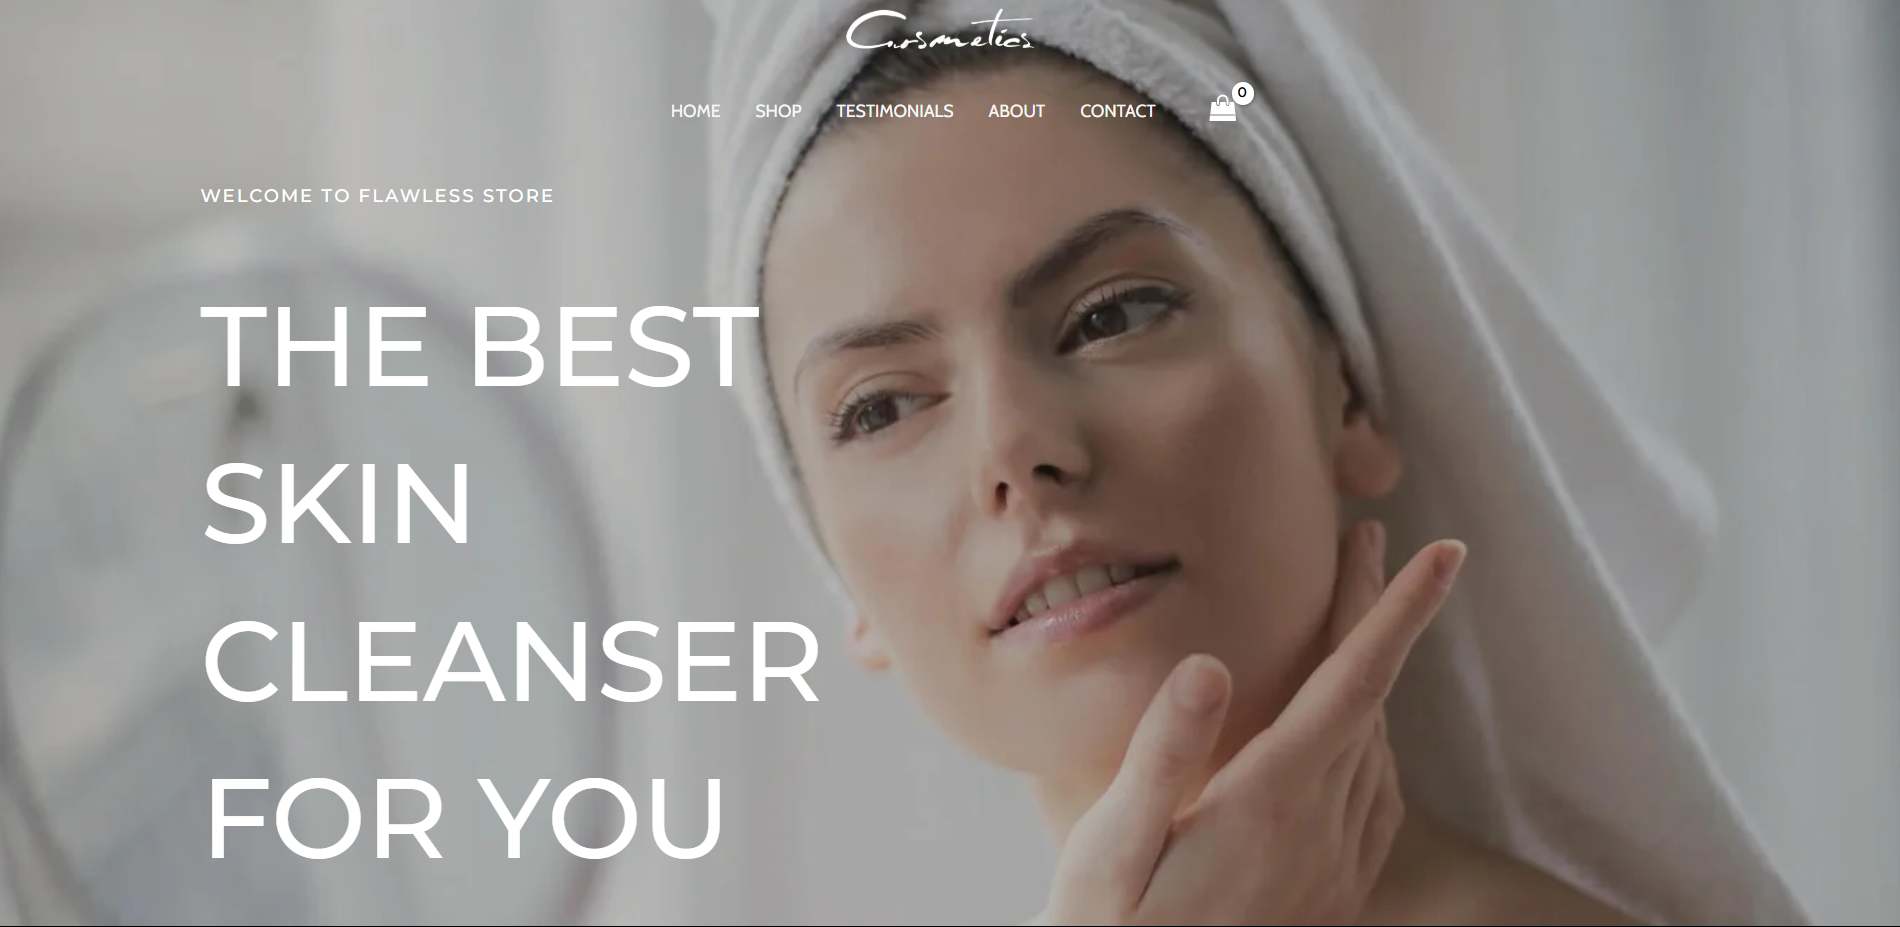 Cosmetics
HOME SHOP TESTIMONIALS ABOUT CONTACT 0
WELCOME TO FLAWLESS STORE
THE BEST
SKIN
CLEANSER
FOR YOU